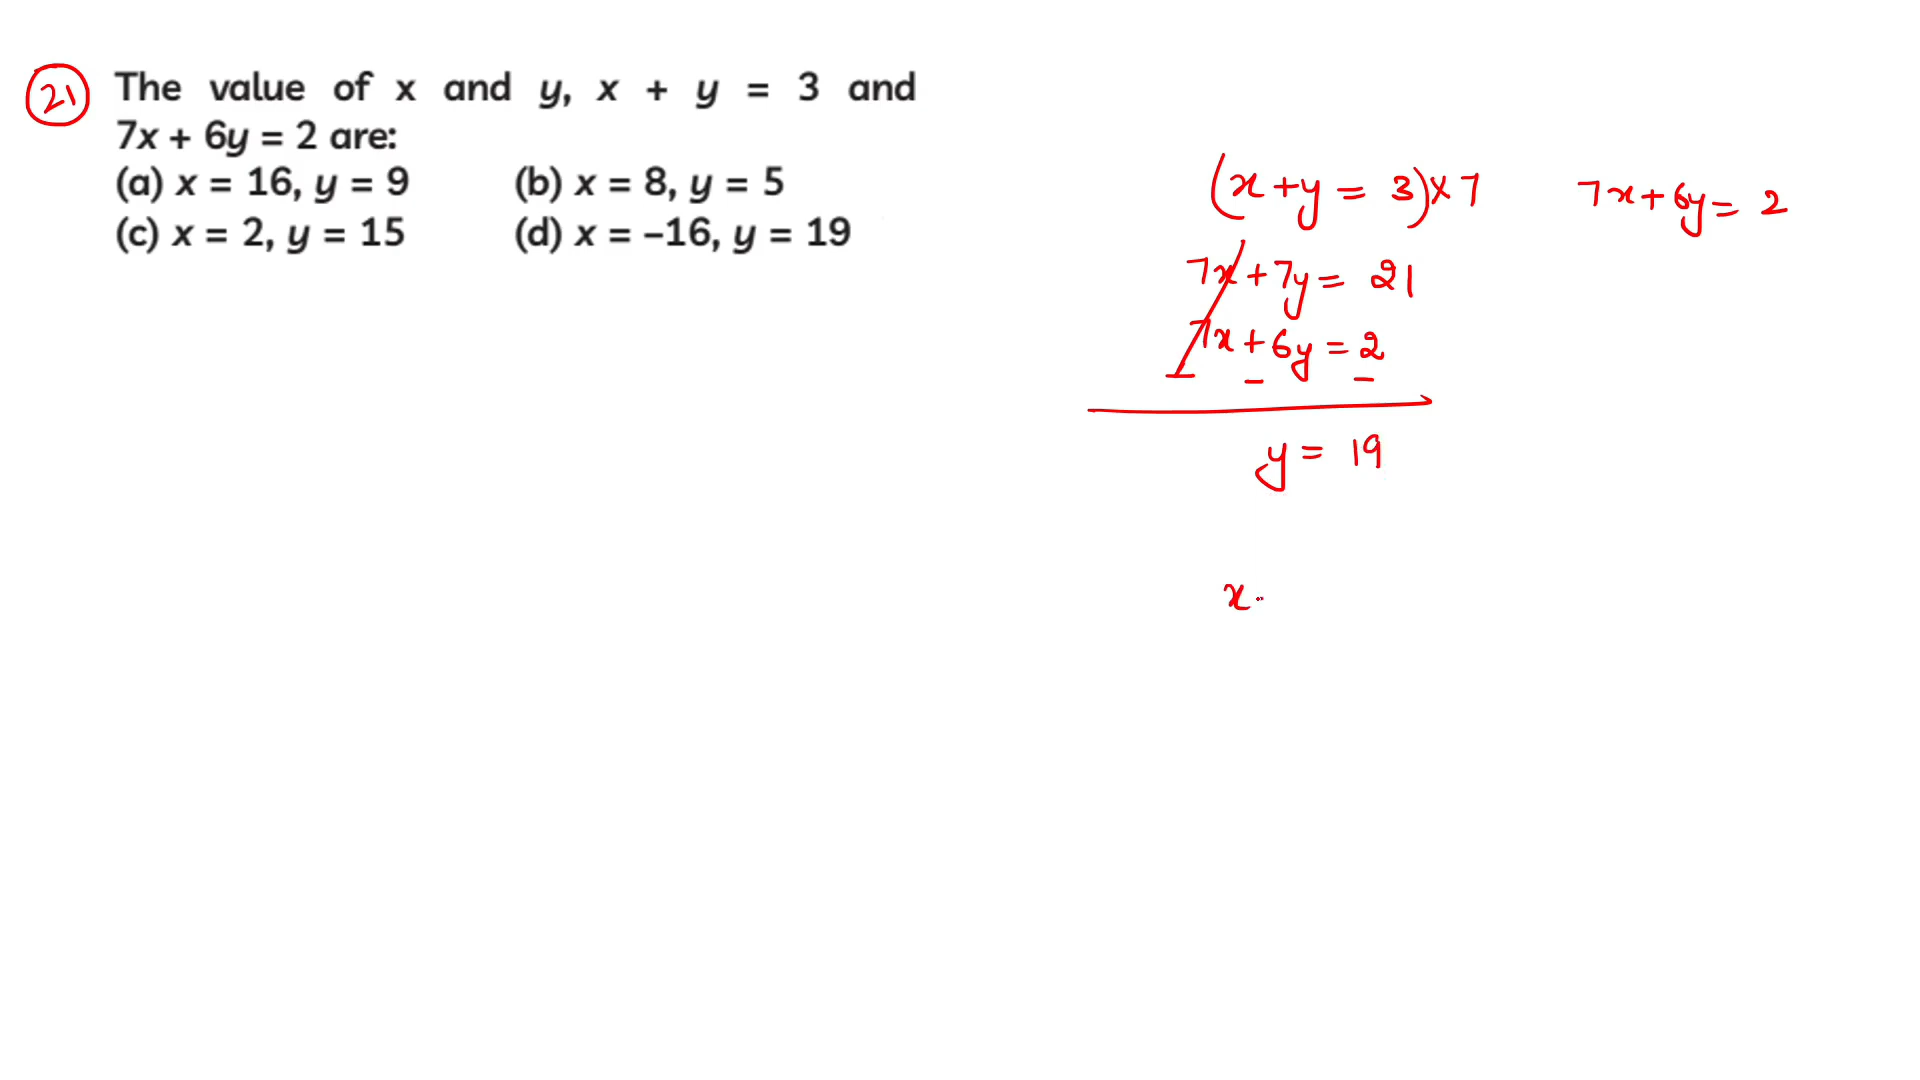 21 The value of x and y, x + y = 3 and
7x + 6y = 2 are:
(a) x = 16, y = 9 (b) x = 8, y = 5
(c) x = 2, y = 15 (d) x = –16, y = 19
(x + y = 3) × 7 7x + 6y = 2
7x + 7y = 21
7x + 6y = 2
– – –
y = 19
x